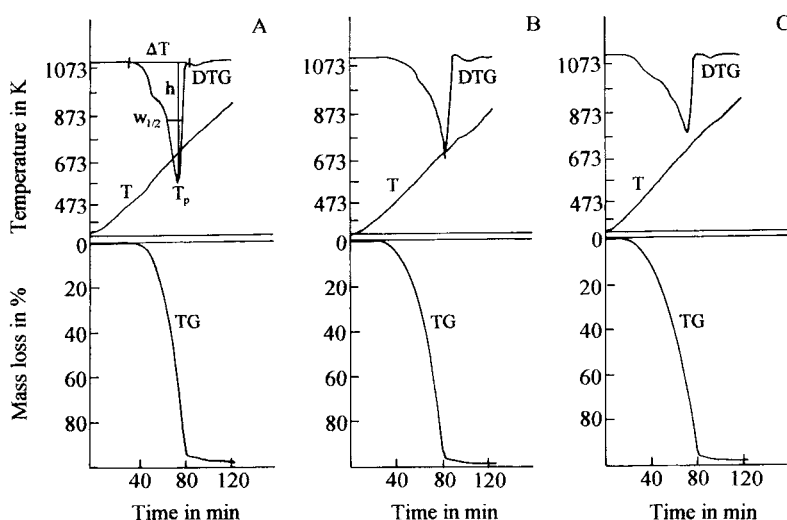 A
ΔT
1073
DTG
h
873
w1/2
673
T
Tp
473
Temperature in K
0
20
40
TG
60
80
Mass loss in %
40 80 120
Time in min
B
1073
DTG
873
673
T
473
0
20
40
TG
60
80
40 80 120
Time in min
C
1073
DTG
873
673
T
473
0
20
40
TG
60
80
40 80 120
Time in min